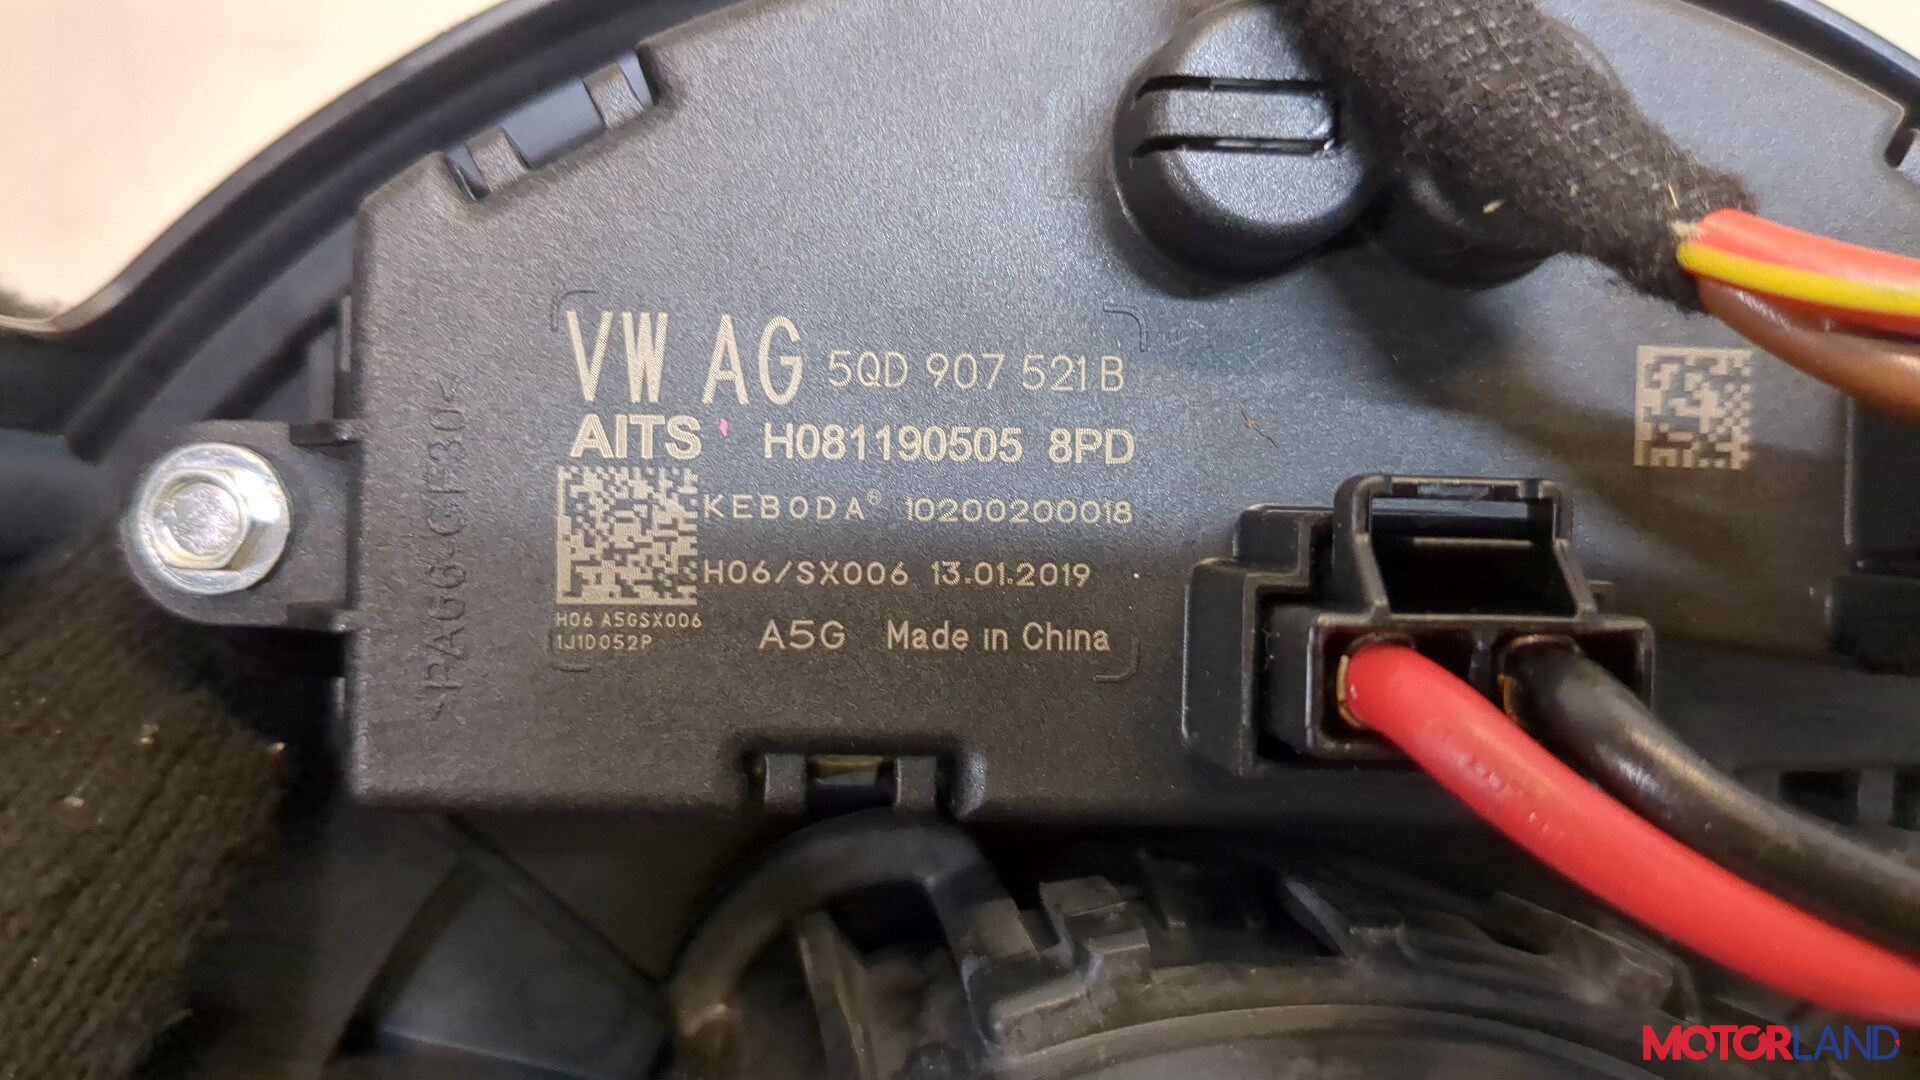 VW AG 5QD 907 521 B
AITS H081190505 8PD
KEBODA® 10200200018
H06/SX006 13.01.2019
H06 A5GSX006
1J1D052P
A5G Made in China
>PA66-GF30<
MOTORLAND